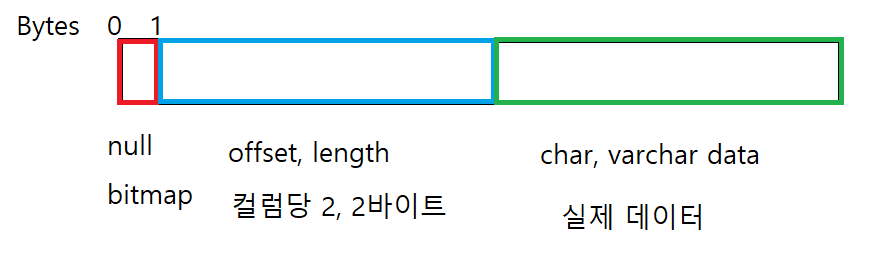 Bytes 0 1
null
bitmap
offset, length
컬럼당 2, 2바이트
char, varchar data
실제 데이터